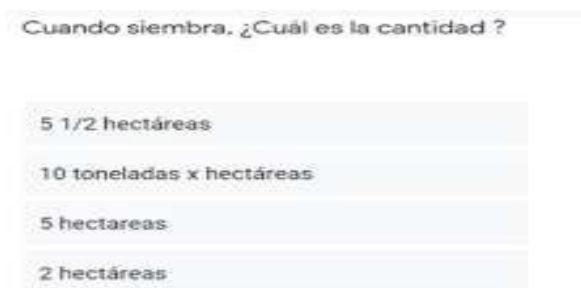 Cuando siembra, ¿Cuál es la cantidad ?
5 1/2 hectáreas
10 toneladas x hectáreas
5 hectareas
2 hectáreas